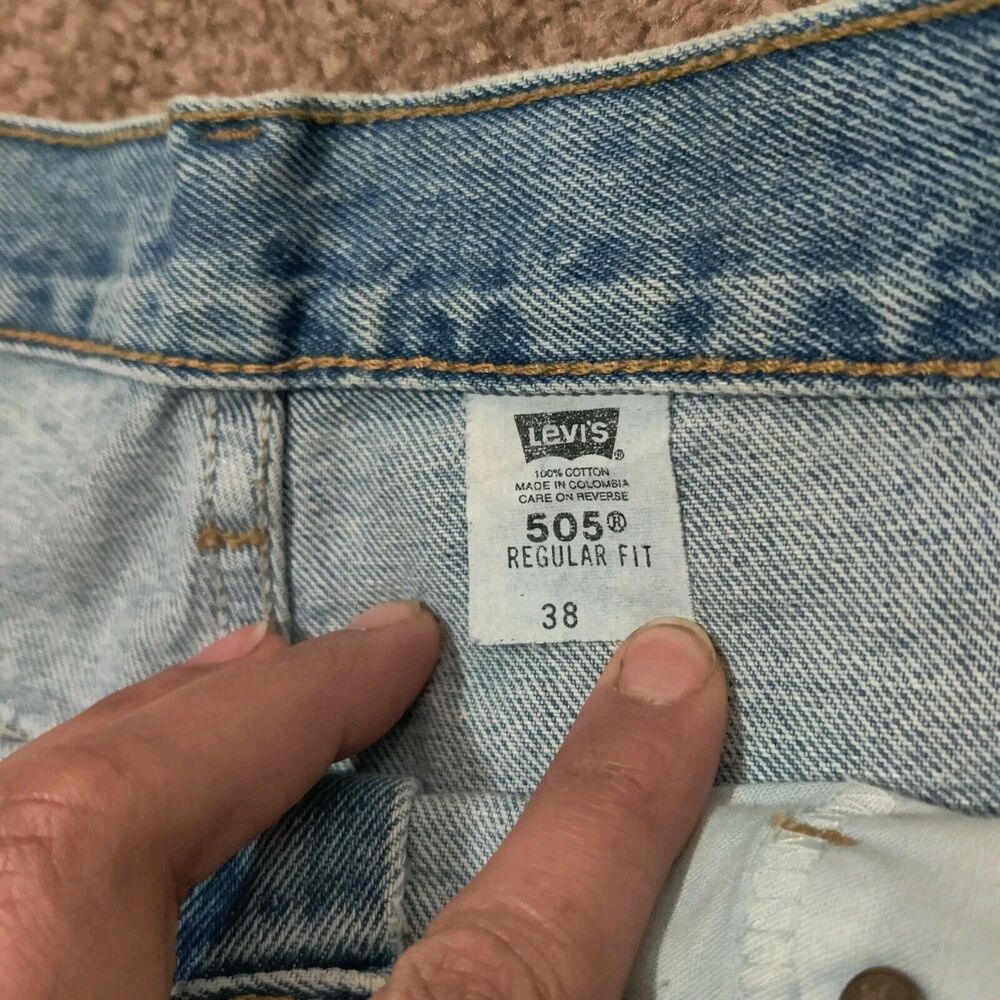 LEVI'S ®
100% COTTON
MADE IN COLOMBIA
CARE ON REVERSE
505®
REGULAR FIT
38